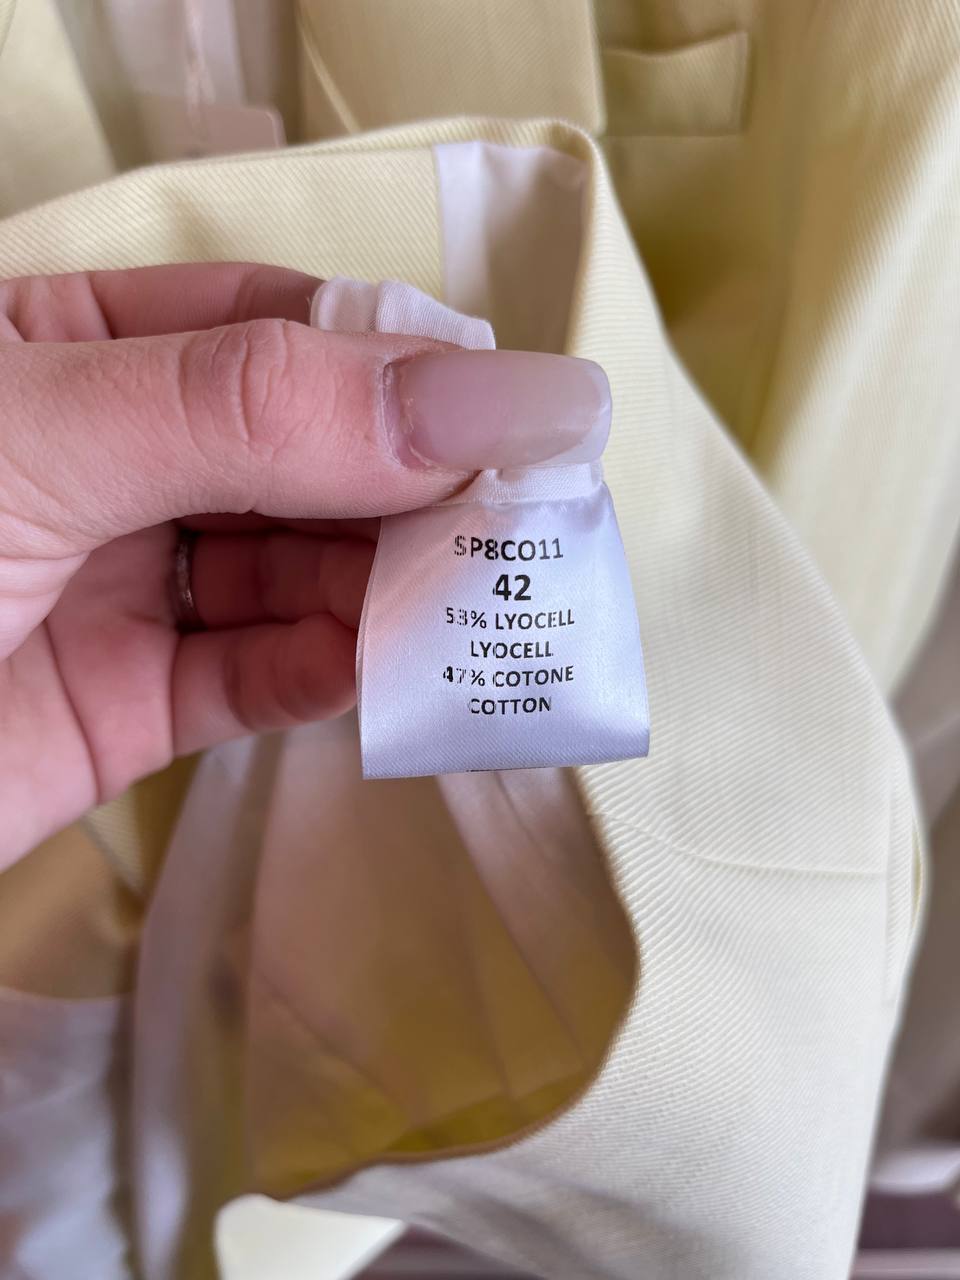 SP8CO11
42
53% LYOCELL
LYOCELL
47% COTONE
COTTON